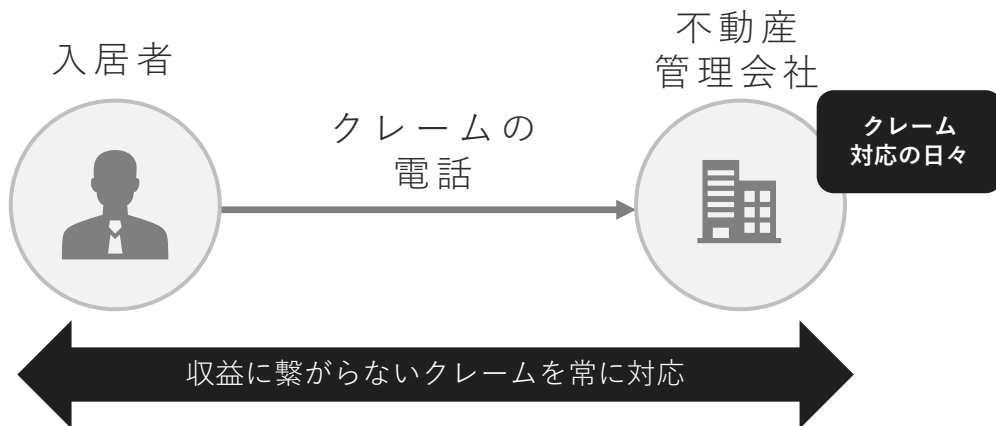 入居者
不動産
管理会社
クレーム
対応の日々
クレームの
電話
収益に繋がらないクレームを常に対応